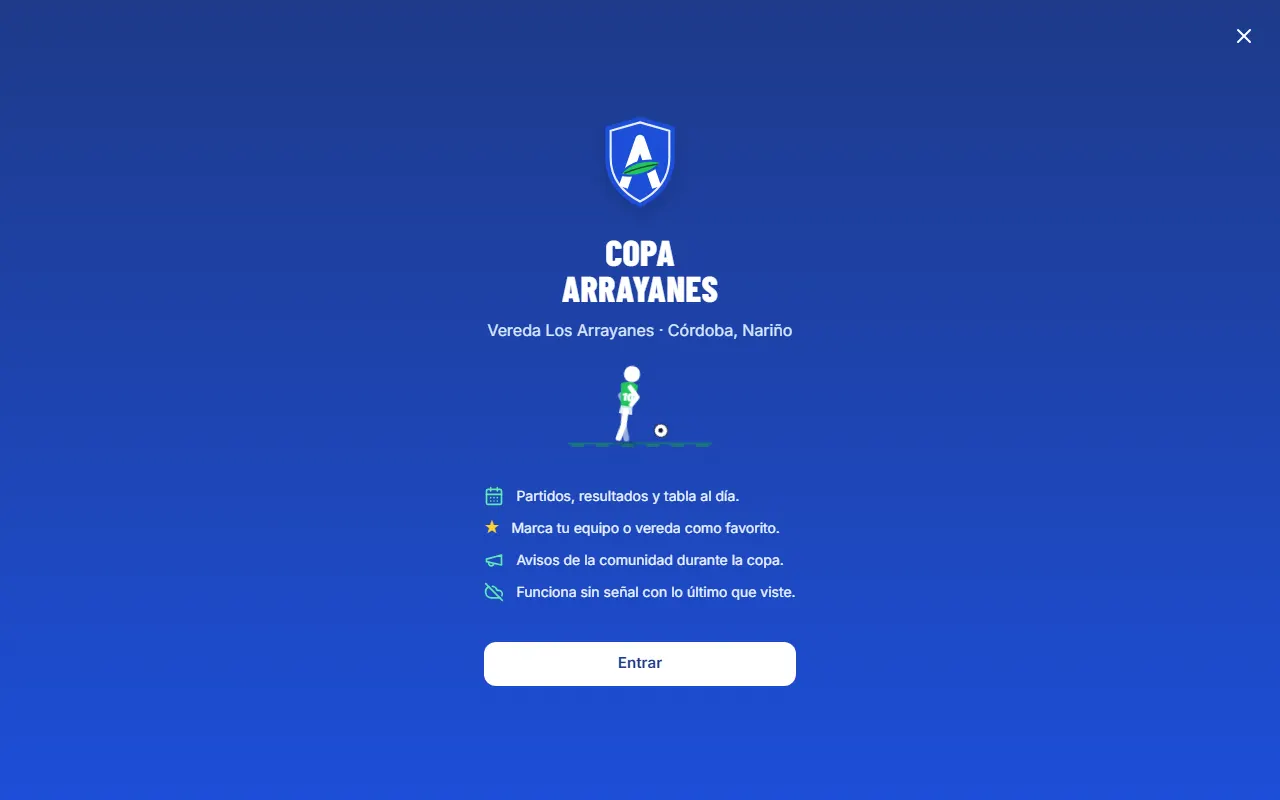 A
COPA
ARRAYANES
Vereda Los Arrayanes · Córdoba, Nariño
Partidos, resultados y tabla al día.
Marca tu equipo o vereda como favorito.
Avisos de la comunidad durante la copa.
Funciona sin señal con lo último que viste.
Entrar